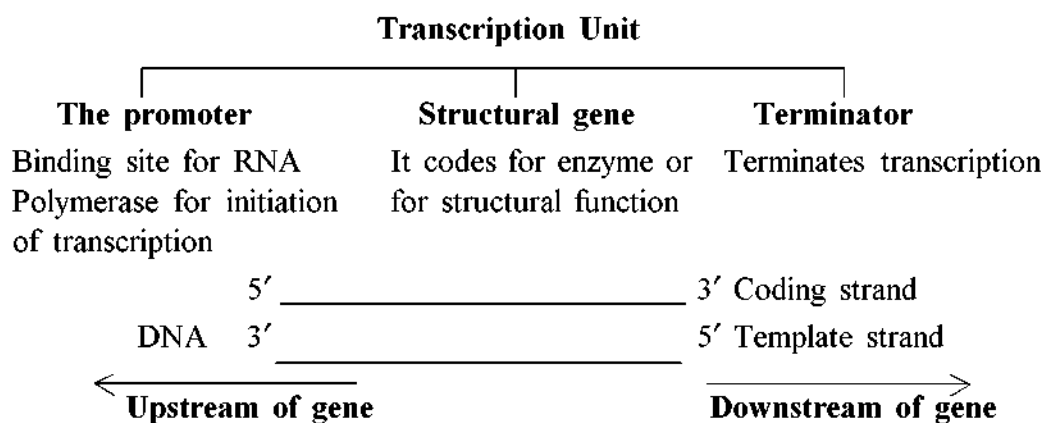 Transcription Unit
The promoter Structural gene Terminator
Binding site for RNA It codes for enzyme or Terminates transcription
Polymerase for initiation for structural function
of transcription
5′ 3′ Coding strand
DNA 3′ 5′ Template strand
Upstream of gene Downstream of gene